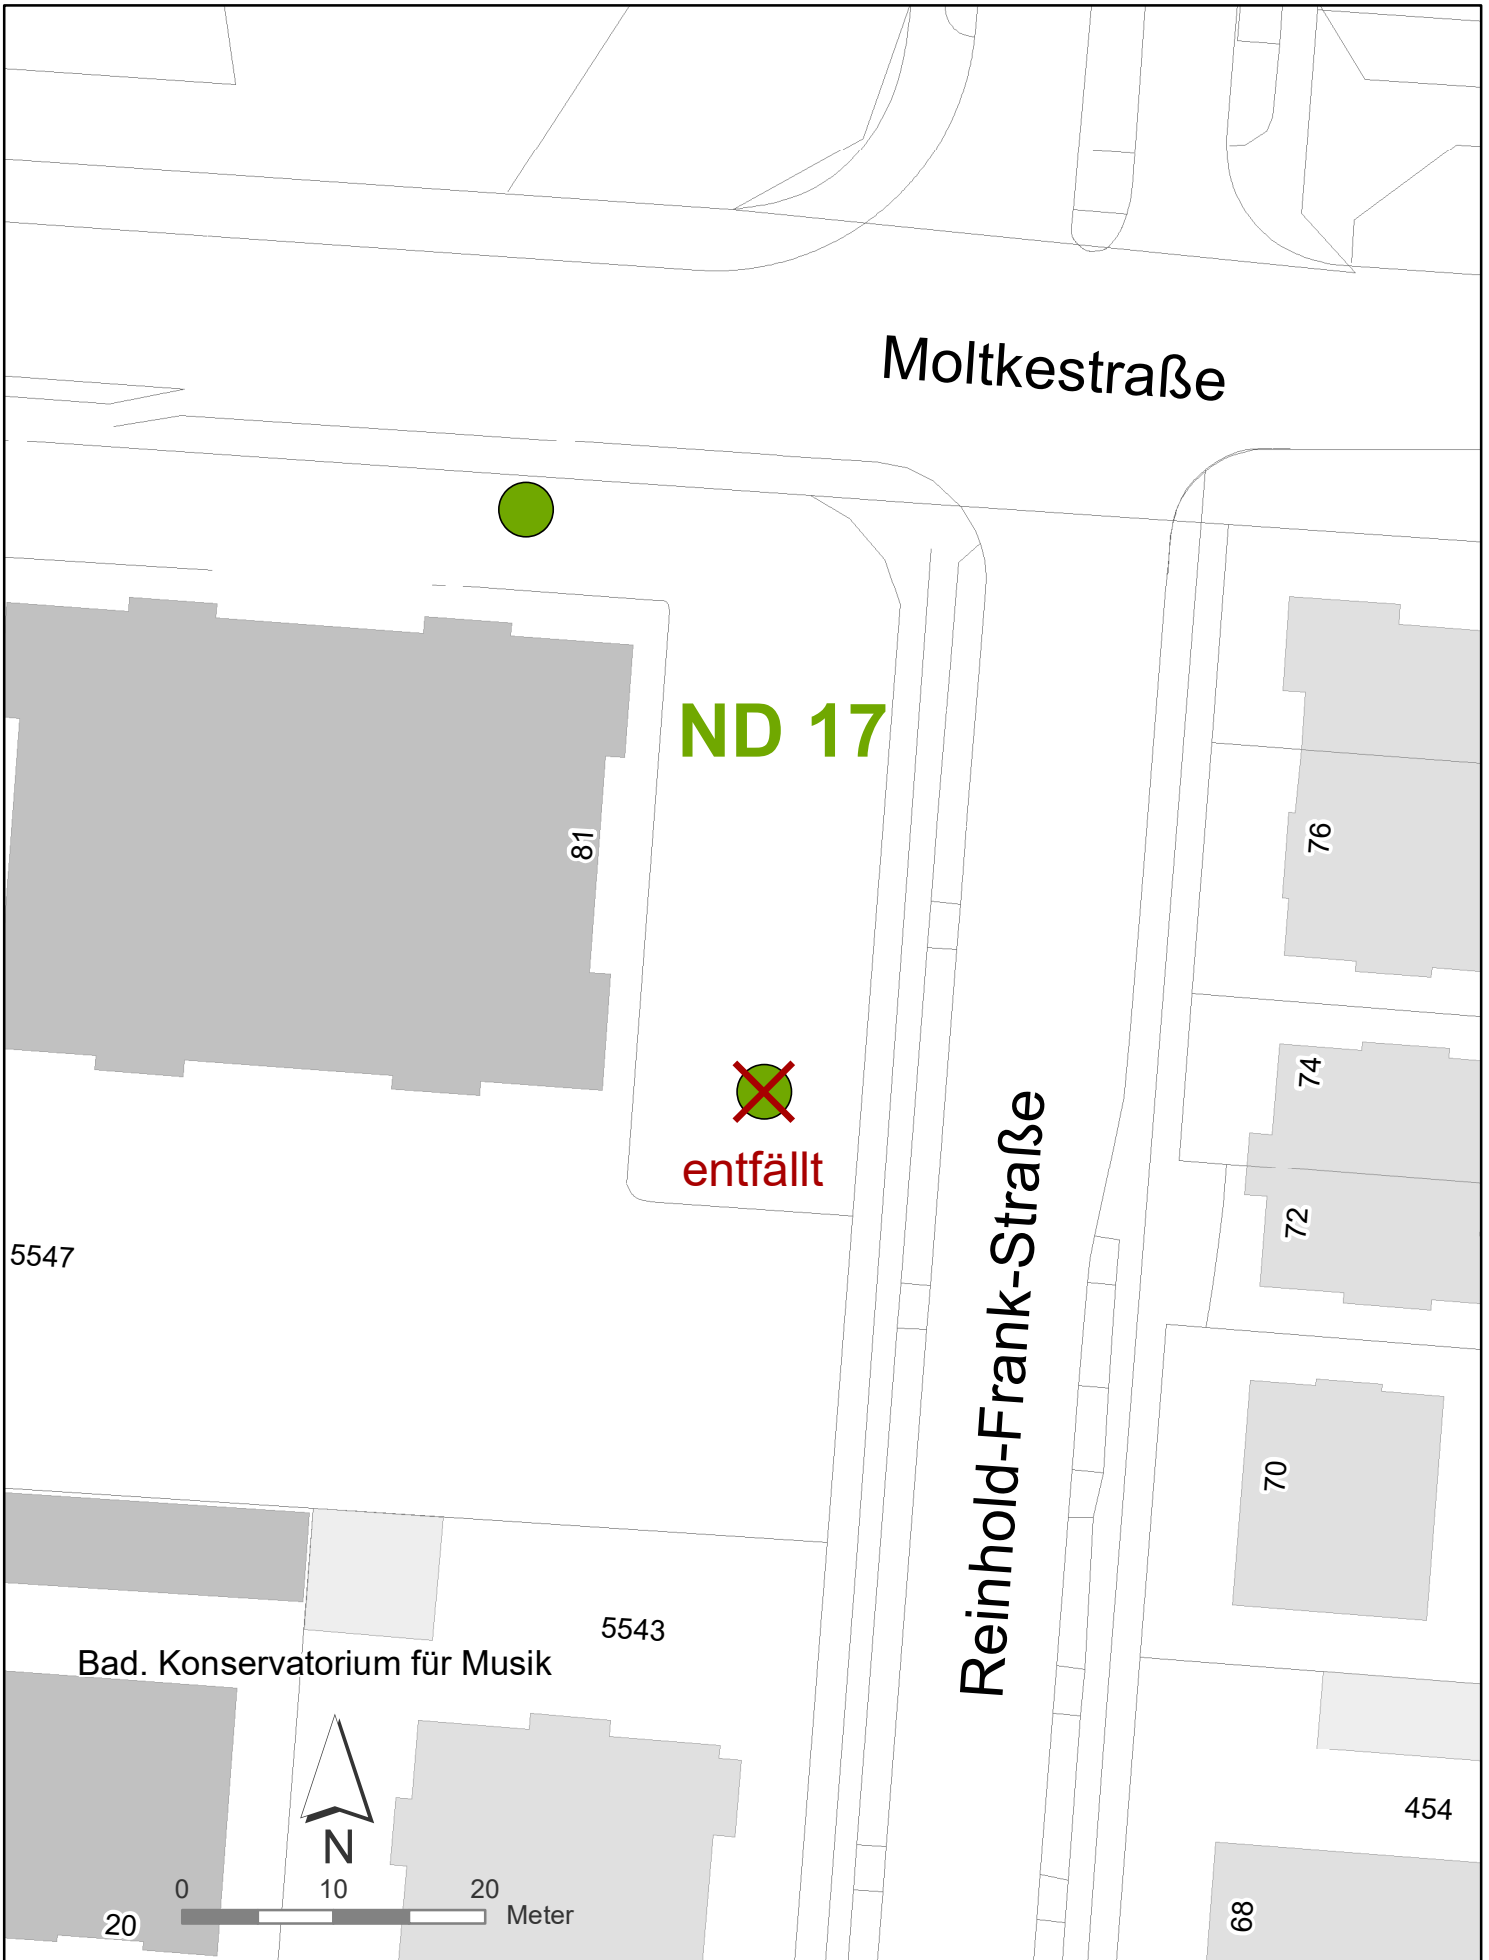 Moltkestraße
ND 17
81
76
74
entfällt
72
5547
Reinhold-Frank-Straße
70
5543
Bad. Konservatorium für Musik
454
N
0 10 20
Meter
20
68